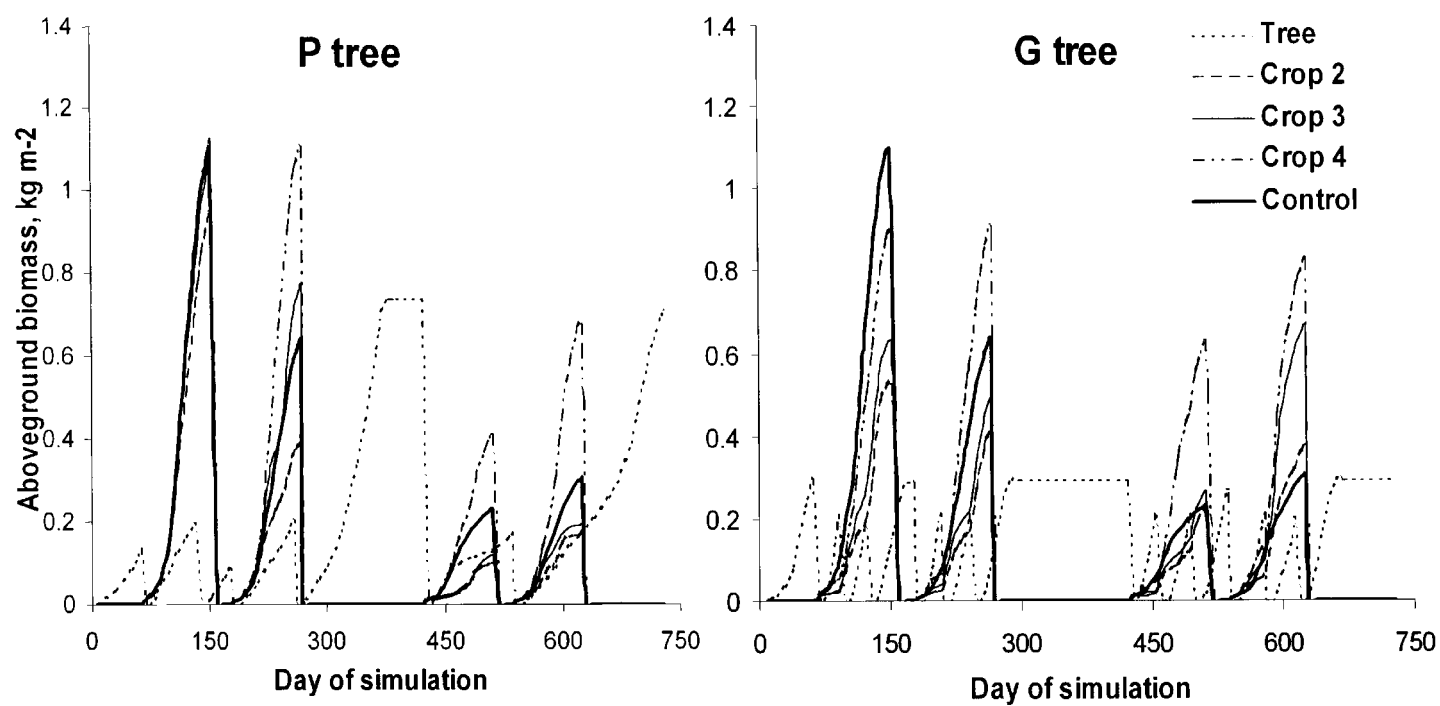 P tree
Aboveground biomass, kg m-2
1.4
1.2
1
0.8
0.6
0.4
0.2
0
0 150 300 450 600 750
Day of simulation
G tree
1.4
1.2
1
0.8
0.6
0.4
0.2
0
0 150 300 450 600 750
Day of simulation
Tree
Crop 2
Crop 3
Crop 4
Control